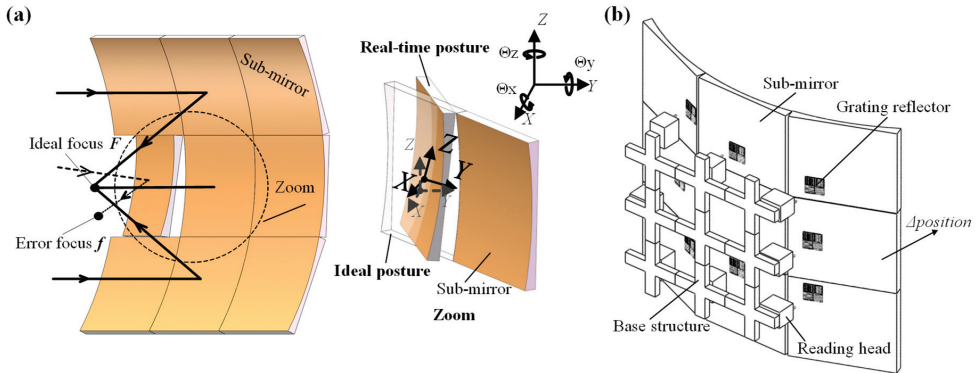 (a)
Sub-mirror
Ideal focus F
Error focus f
Zoom
Real-time posture
Z
Θz
Θy
Y
Θx
X
Z
Z
Y
X
Y
X
Ideal posture
Sub-mirror
Zoom
(b)
Sub-mirror
Grating reflector
Δposition
Base structure
Reading head